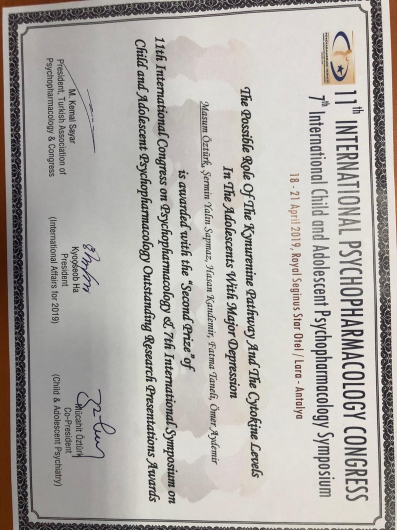 11th INTERNATIONAL PSYCHOPHARMACOLOGY CONGRESS
7th International Child and Adolescent Psychopharmacology Symposium
18 - 21 April 2019, Royal Seginus Star Otel / Lara - Antalya
The Possible Role Of The Kynurenine Pathway And The Cytokine Levels
In The Adolescents With Major Depression
Masum Öztürk, Şermin Yalın Sapmaz, Hasan Kandemir, Fatma Taneli, Ömer Aydemir
is awarded with the "Second Prize" of
11th International Congress on Psychopharmacology & 7th International Symposium on
Child and Adolescent Psychopharmacology Outstanding Research Presentations Awards
M. Kemal Sayar
President, Turkish Association of
Psychopharmacology & Congress
Kyooseob Ha
President
(International Affairs for 2019)
Mücahit Öztürk
Co-President
(Child & Adolescent Psychiatry)